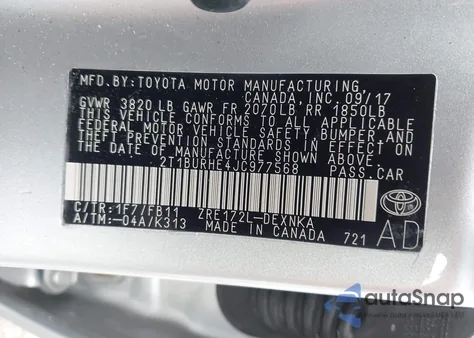 MFD. BY: TOYOTA MOTOR MANUFACTURING,
CANADA, INC. 09/17
GVWR 3820 LB GAWR FR 2070LB RR 1850LB
THIS VEHICLE CONFORMS TO ALL APPLICABLE
FEDERAL MOTOR VEHICLE SAFETY, BUMPER AND
THEFT PREVENTION STANDARDS IN EFFECT ON
THE DATE OF MANUFACTURE SHOWN ABOVE.
2T1BURHE4JC977568 PASS.CAR
C/TR:1F7/FB11 ZRE172L-DEXNKA
A/TM:-04A/K313 MADE IN CANADA 721
AD
autoSnap